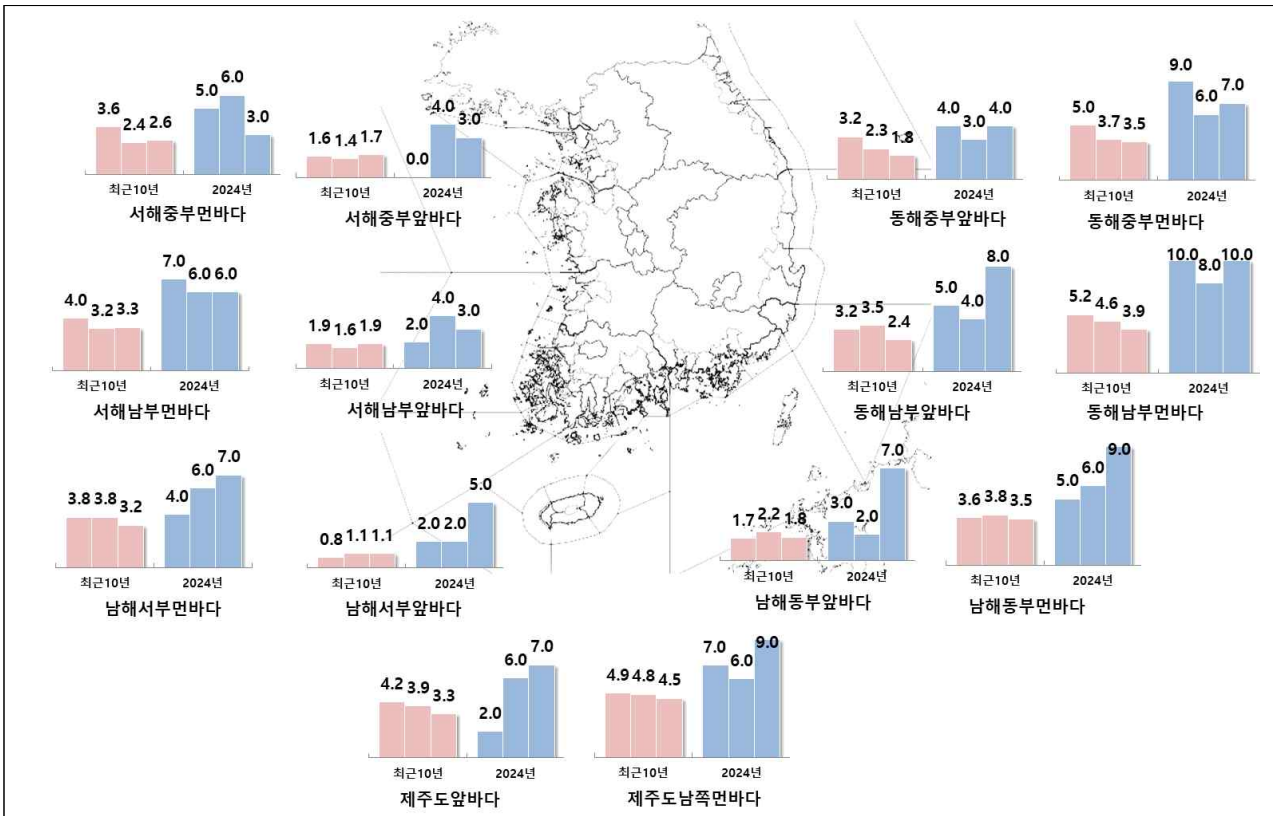 3.6 2.4 2.6 5.0 6.0 3.0
최근10년 2024년
서해중부먼바다
1.6 1.4 1.7 0.0 4.0 3.0
최근10년 2024년
서해중부앞바다
3.2 2.3 1.8 4.0 3.0 4.0
최근10년 2024년
동해중부앞바다
5.0 3.7 3.5 9.0 6.0 7.0
최근10년 2024년
동해중부먼바다
4.0 3.2 3.3 7.0 6.0 6.0
최근10년 2024년
서해남부먼바다
1.9 1.6 1.9 2.0 4.0 3.0
최근10년 2024년
서해남부앞바다
3.2 3.5 2.4 5.0 4.0 8.0
최근10년 2024년
동해남부앞바다
5.2 4.6 3.9 10.0 8.0 10.0
최근10년 2024년
동해남부먼바다
3.8 3.8 3.2 4.0 6.0 7.0
최근10년 2024년
남해서부먼바다
0.8 1.1 1.1 2.0 2.0 5.0
최근10년 2024년
남해서부앞바다
1.7 2.2 1.8 3.0 2.0 7.0
최근10년 2024년
남해동부앞바다
3.6 3.8 3.5 5.0 6.0 9.0
최근10년 2024년
남해동부먼바다
4.2 3.9 3.3 2.0 6.0 7.0
최근10년 2024년
제주도앞바다
4.9 4.8 4.5 7.0 6.0 9.0
최근10년 2024년
제주도남쪽먼바다